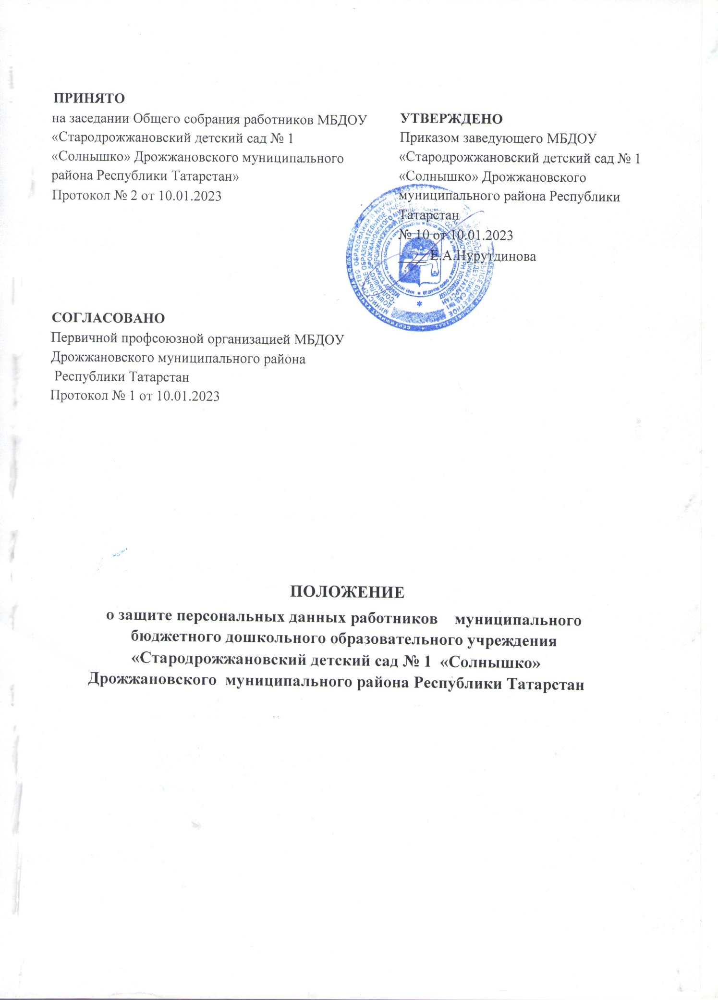 ПРИНЯТО
на заседании Общего собрания работников МБДОУ
«Стародрожжановский детский сад № 1
«Солнышко» Дрожжановского муниципального
района Республики Татарстан»
Протокол № 2 от 10.01.2023
УТВЕРЖДЕНО
Приказом заведующего МБДОУ
«Стародрожжановский детский сад № 1
«Солнышко» Дрожжановского
муниципального района Республики
Татарстан
№ 10 от 10.01.2023
____ Е.А.Нурутдинова
СОГЛАСОВАНО
Первичной профсоюзной организацией МБДОУ
Дрожжановского муниципального района
Республики Татарстан
Протокол № 1 от 10.01.2023
ПОЛОЖЕНИЕ
о защите персональных данных работников муниципального
бюджетного дошкольного образовательного учреждения
«Стародрожжановский детский сад № 1 «Солнышко»
Дрожжановского муниципального района Республики Татарстан